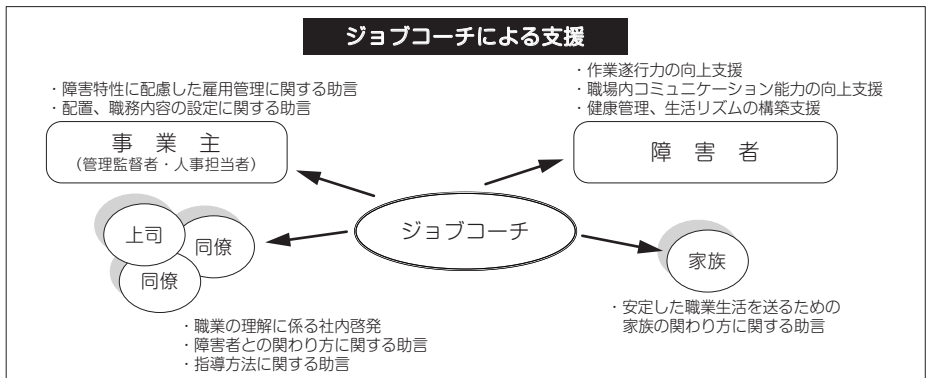 ジョブコーチによる支援
・障害特性に配慮した雇用管理に関する助言
・配置、職務内容の設定に関する助言
事業主
（管理監督者・人事担当者）
・作業遂行力の向上支援
・職場内コミュニケーション能力の向上支援
・健康管理、生活リズムの構築支援
障害者
ジョブコーチ
上司
同僚
同僚
・職業の理解に係る社内啓発
・障害者との関わり方に関する助言
・指導方法に関する助言
家族
・安定した職業生活を送るための
家族の関わり方に関する助言